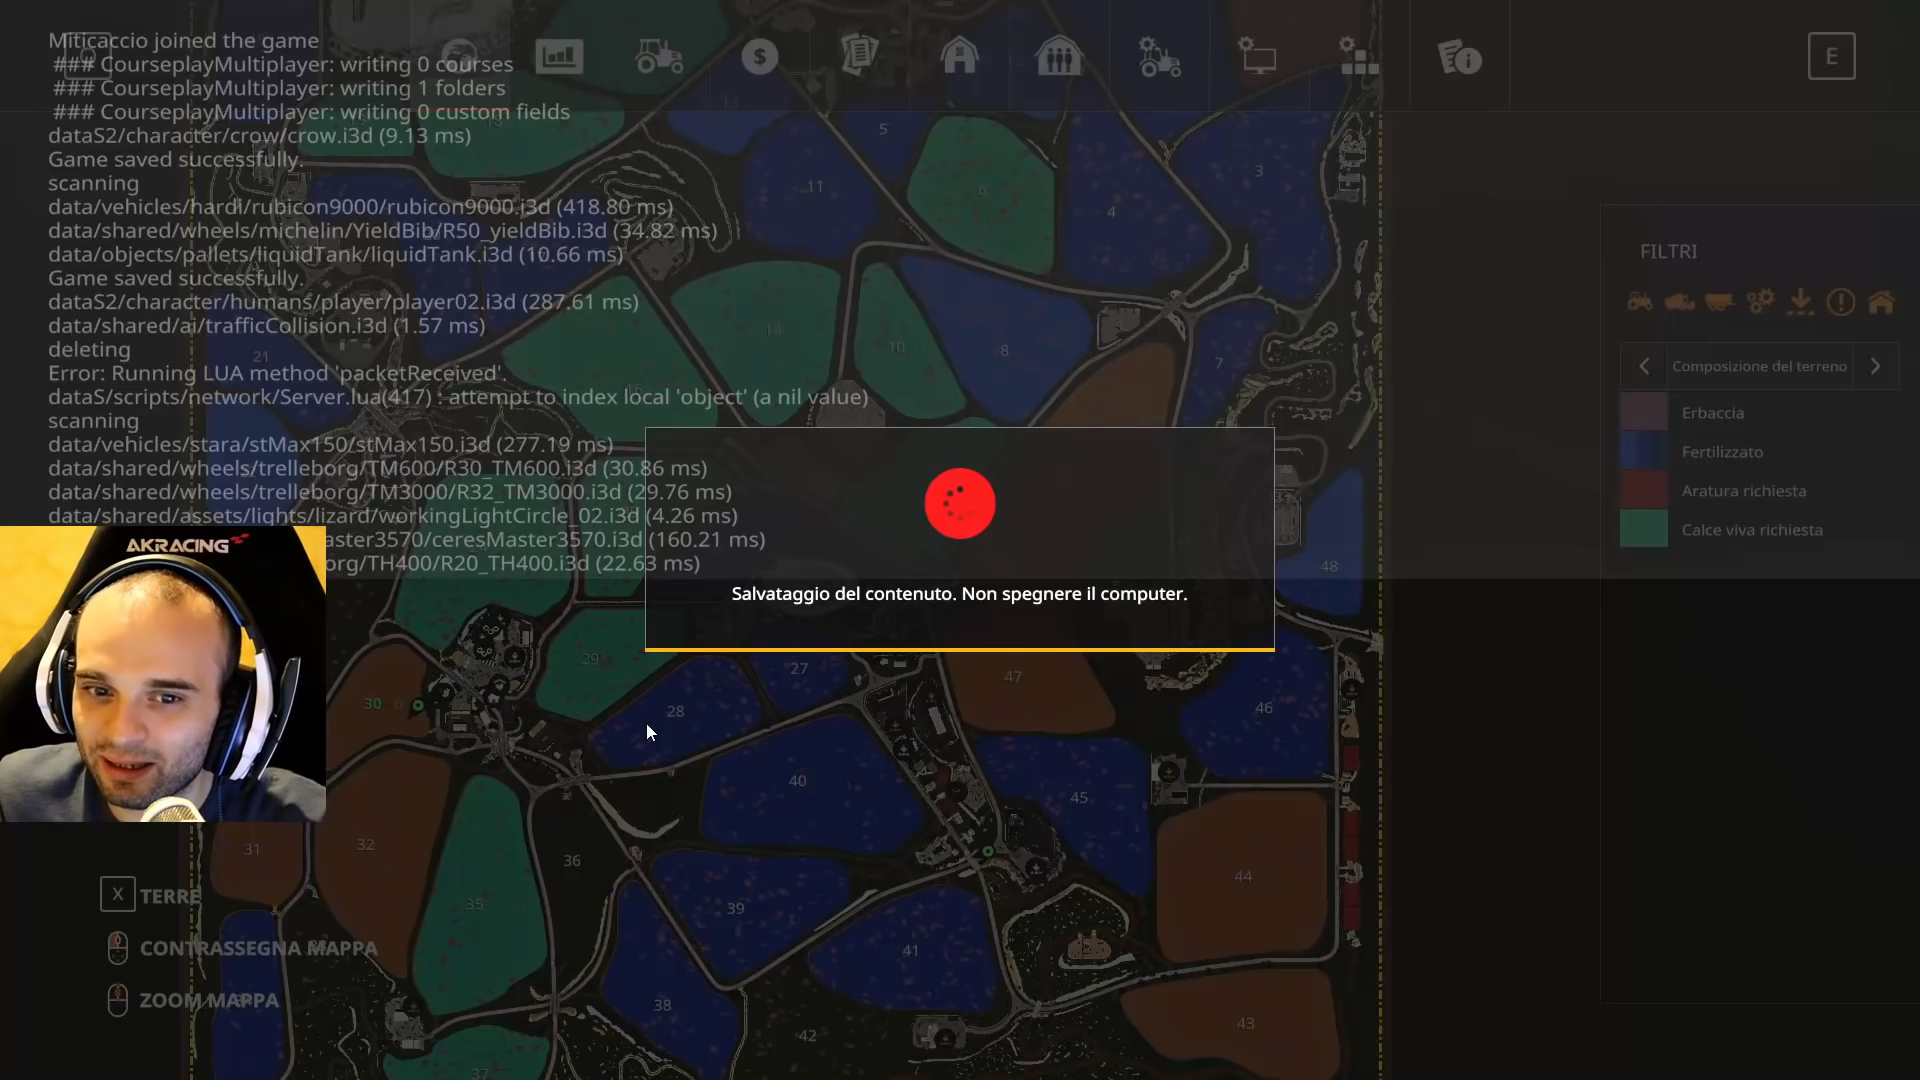 Miticaccio joined the game
### CourseplayMultiplayer: writing 0 courses
### CourseplayMultiplayer: writing 1 folders
### CourseplayMultiplayer: writing 0 custom fields
dataS2/character/crow/crow.i3d (9.13 ms)
Game saved successfully.
scanning
data/vehicles/hardi/rubicon9000/rubicon9000.i3d (418.80 ms)
data/shared/wheels/michelin/YieldBib/R50_yieldBib.i3d (34.82 ms)
data/objects/pallets/liquidTank/liquidTank.i3d (10.66 ms)
Game saved successfully.
dataS2/character/humans/player/player02.i3d (287.61 ms)
data/shared/ai/trafficCollision.i3d (1.57 ms)
deleting
Error: Running LUA method 'packetReceived'.
dataS/scripts/network/Server.lua(417) : attempt to index local 'object' (a nil value)
scanning
data/vehicles/stara/stMax150/stMax150.i3d (277.19 ms)
data/shared/wheels/trelleborg/TM600/R30_TM600.i3d (30.86 ms)
data/shared/wheels/trelleborg/TM3000/R32_TM3000.i3d (29.76 ms)
data/shared/assets/lights/lizard/workingLightCircle_02.i3d (4.26 ms)
aster3570/ceresMaster3570.i3d (160.21 ms)
org/TH400/R20_TH400.i3d (22.63 ms)
E
FILTRI
Composizione del terreno
Erbaccia
Fertilizzato
Aratura richiesta
Calce viva richiesta
Salvataggio del contenuto. Non spegnere il computer.
AKRACING
X TERRE
CONTRASSEGNA MAPPA
ZOOM MAPPA
5
3
11
6
4
14
10
8
7
21
48
29
27
47
28
30
46
40
45
31
32
36
44
35
39
41
38
43
42
37